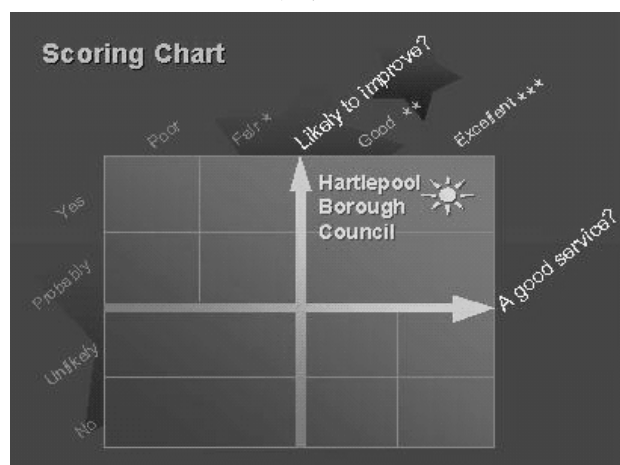 Scoring Chart
Likely to improve?
Poor
Fair *
Good **
Excellent ***
Yes
Hartlepool
Borough
Council
A good service?
Probably
Unlikely
No